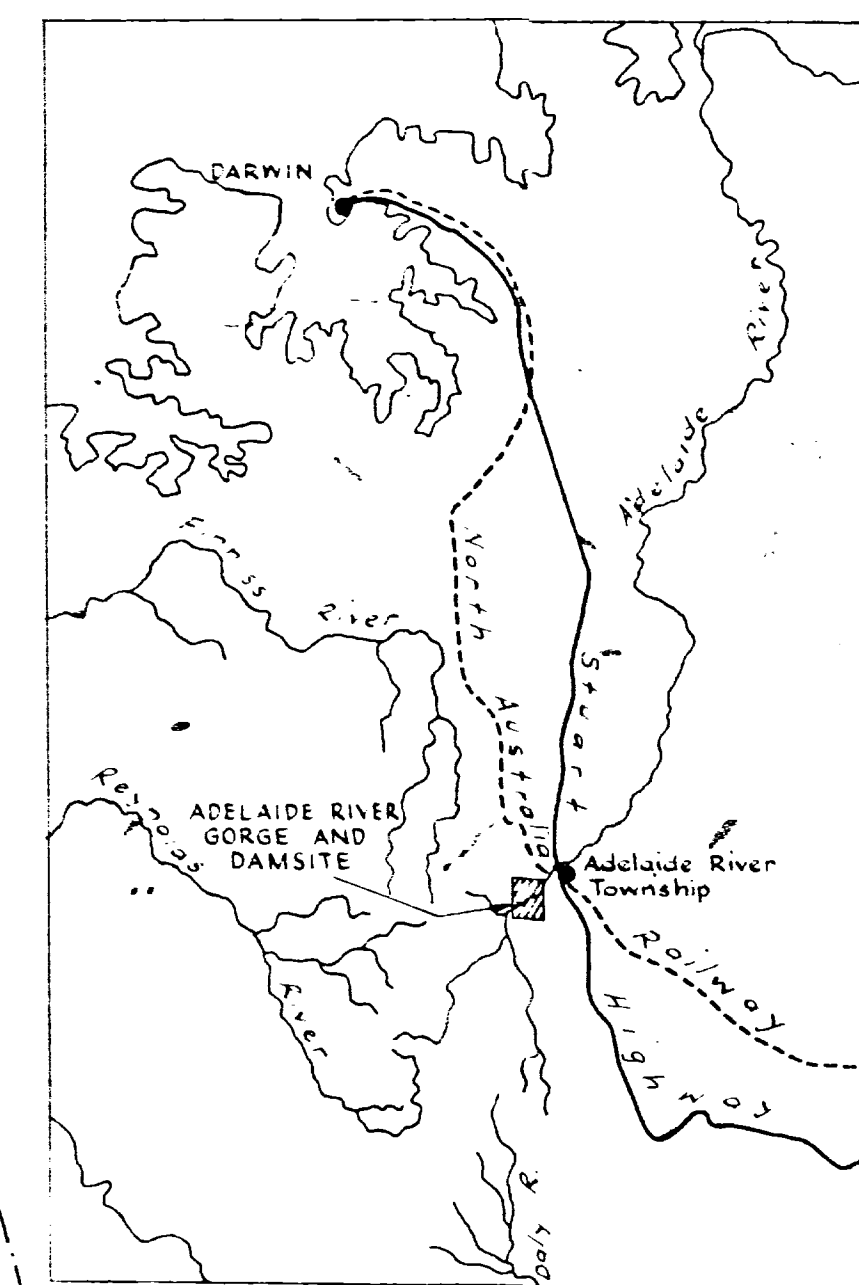 DARWIN
Adelaide River
Finniss River
North Australia Railway
Stuart Highway
Reynolds River
ADELAIDE RIVER
GORGE AND
DAMSITE
Adelaide River
Township
Daly R.